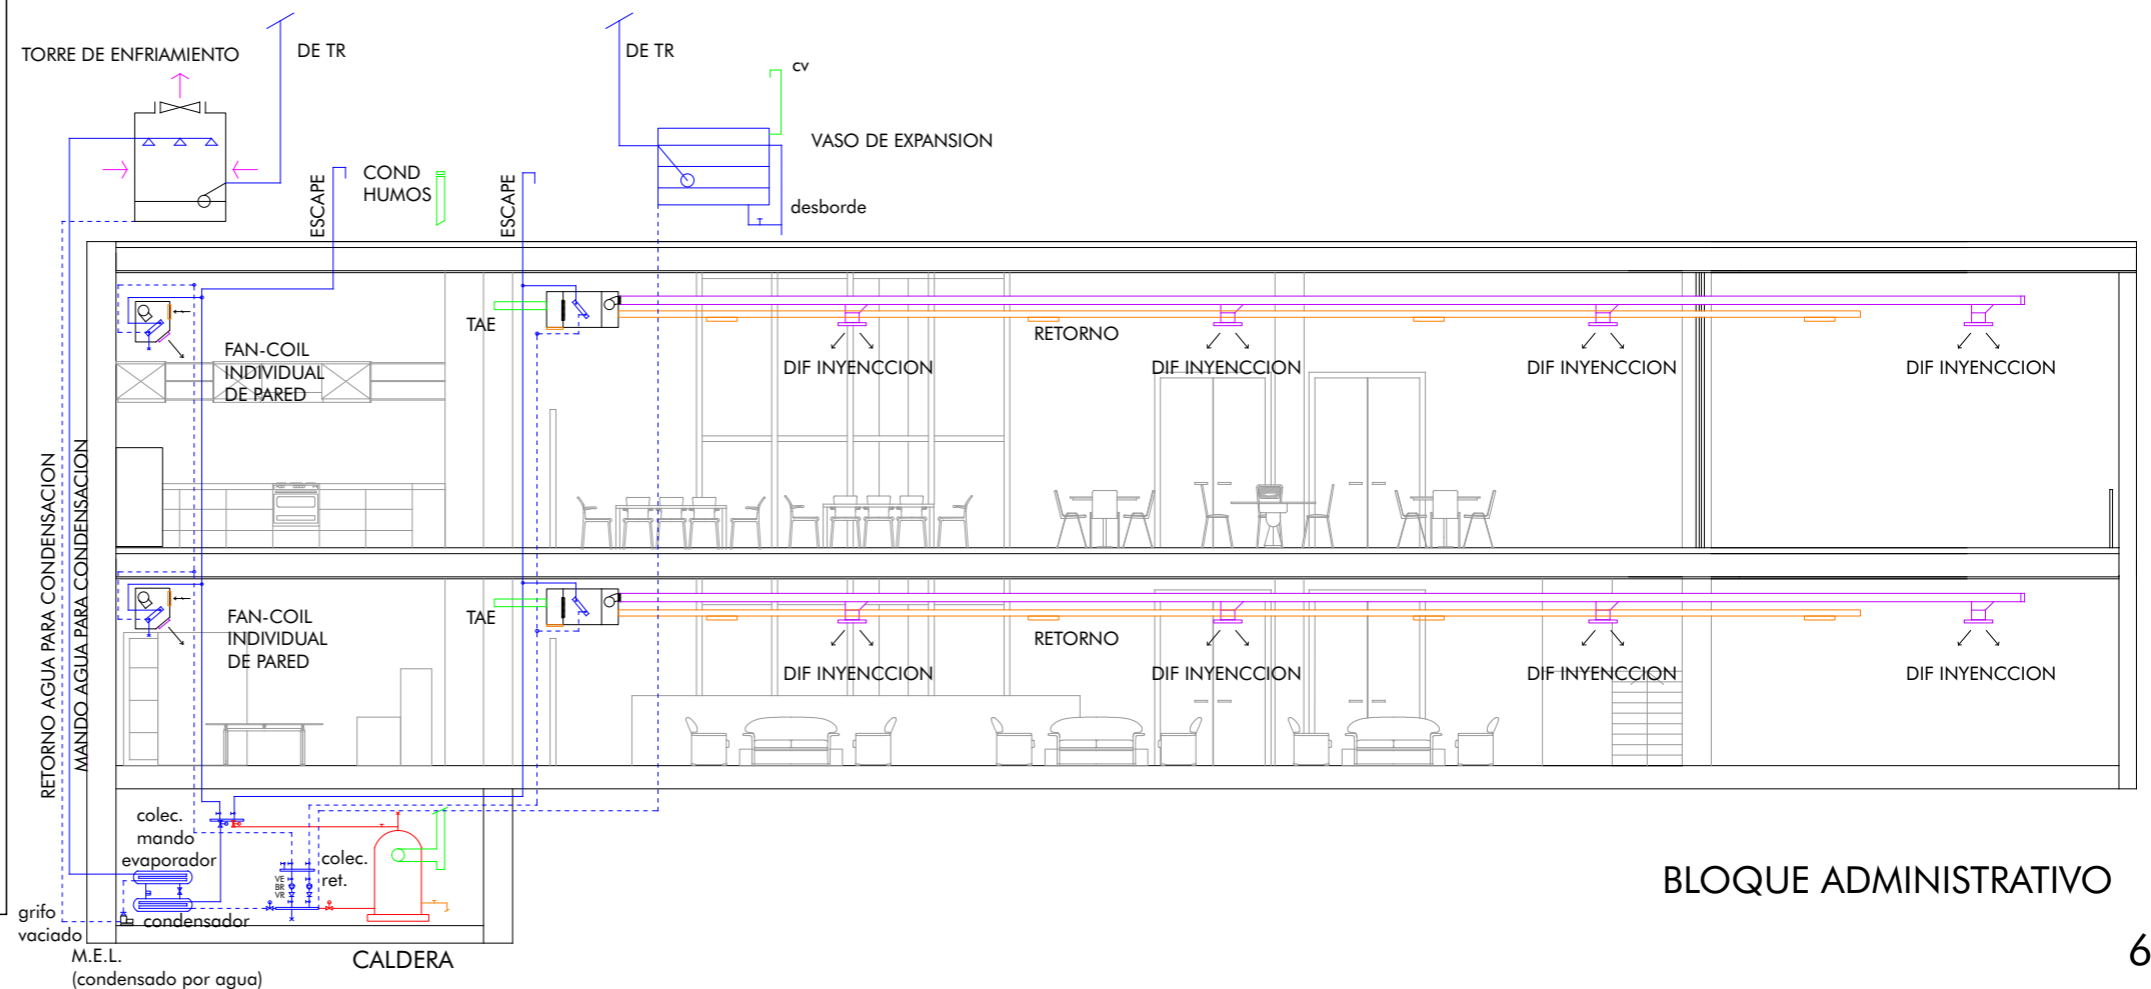 TORRE DE ENFRIAMIENTO
DE TR
DE TR
cv
VASO DE EXPANSION
desborde
ESCAPE
COND
HUMOS
ESCAPE
TAE
RETORNO
FAN-COIL
INDIVIDUAL
DE PARED
DIF INYENCCION
DIF INYENCCION
DIF INYENCCION
DIF INYENCCION
RETORNO AGUA PARA CONDENSACION
MANDO AGUA PARA CONDENSACION
TAE
RETORNO
FAN-COIL
INDIVIDUAL
DE PARED
DIF INYENCCION
DIF INYENCCION
DIF INYENCCION
DIF INYENCCION
colec.
mando
evaporador
colec.
ret.
VE
BR
VR
condensador
grifo
vaciado
M.E.L.
(condensado por agua)
CALDERA
BLOQUE ADMINISTRATIVO
6